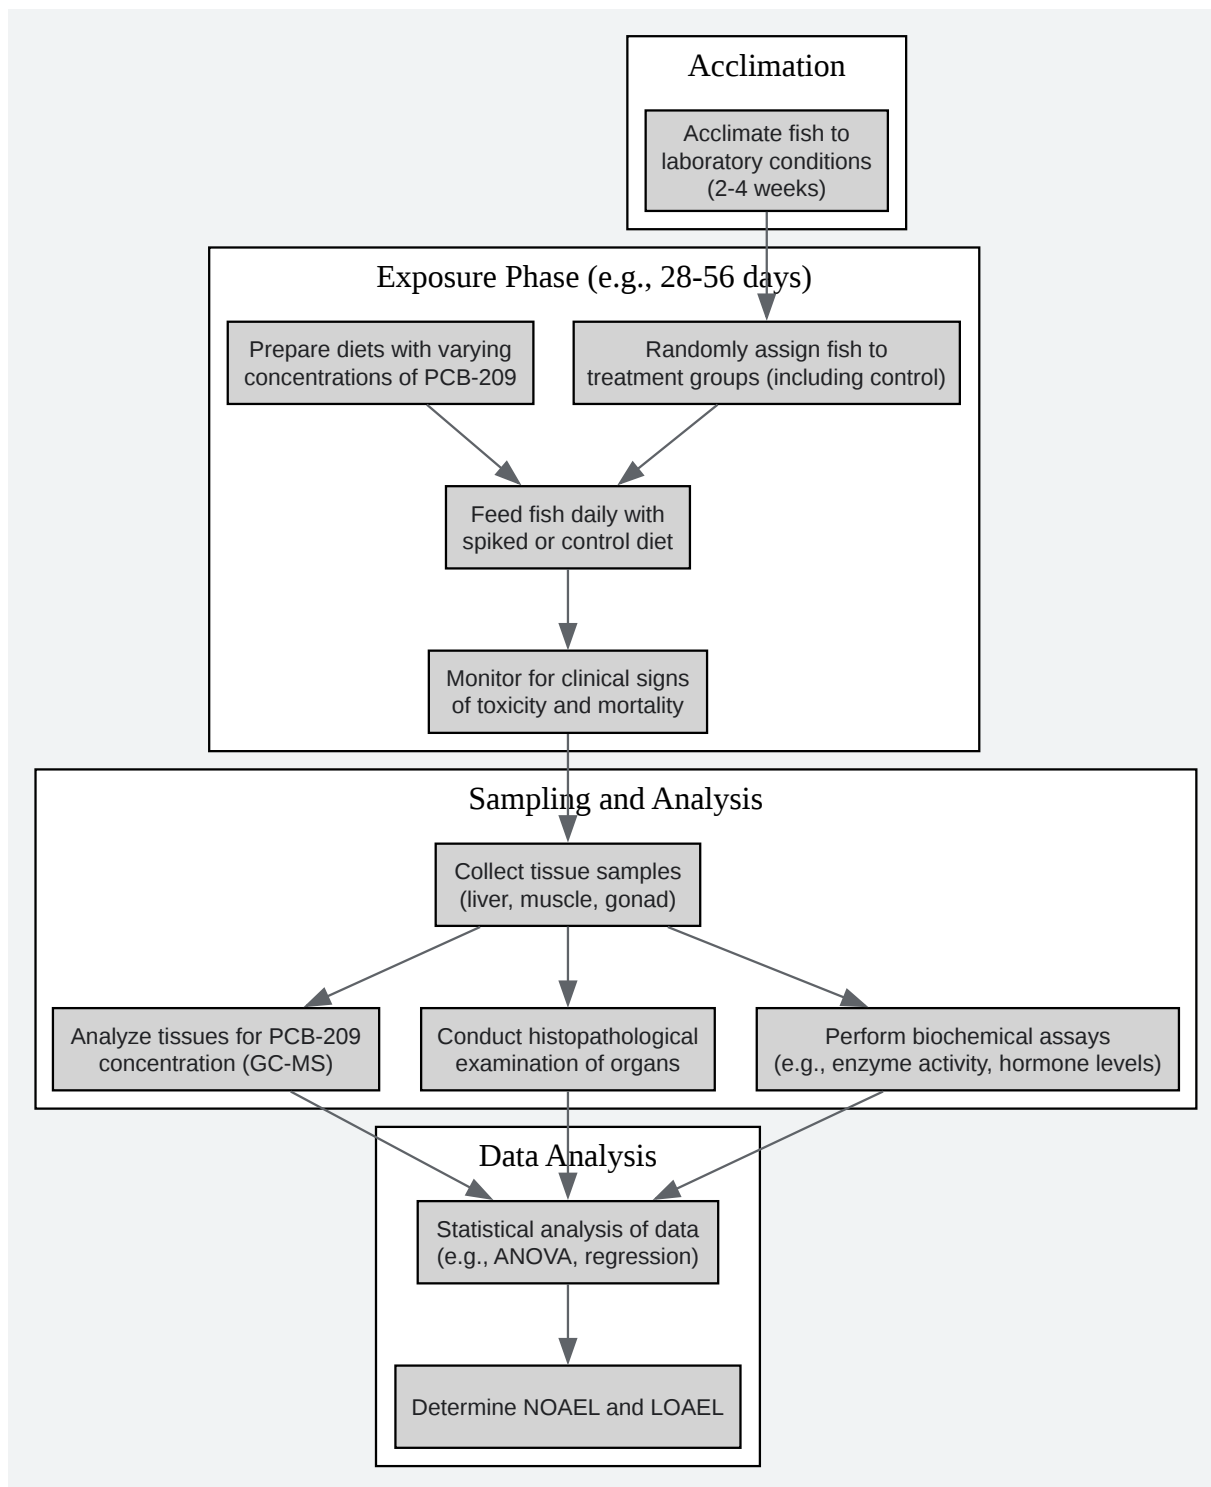 Acclimation
Acclimate fish to
laboratory conditions
(2-4 weeks)
Exposure Phase (e.g., 28-56 days)
Prepare diets with varying
concentrations of PCB-209
Randomly assign fish to
treatment groups (including control)
Feed fish daily with
spiked or control diet
Monitor for clinical signs
of toxicity and mortality
Sampling and Analysis
Collect tissue samples
(liver, muscle, gonad)
Analyze tissues for PCB-209
concentration (GC-MS)
Conduct histopathological
examination of organs
Perform biochemical assays
(e.g., enzyme activity, hormone levels)
Data Analysis
Statistical analysis of data
(e.g., ANOVA, regression)
Determine NOAEL and LOAEL